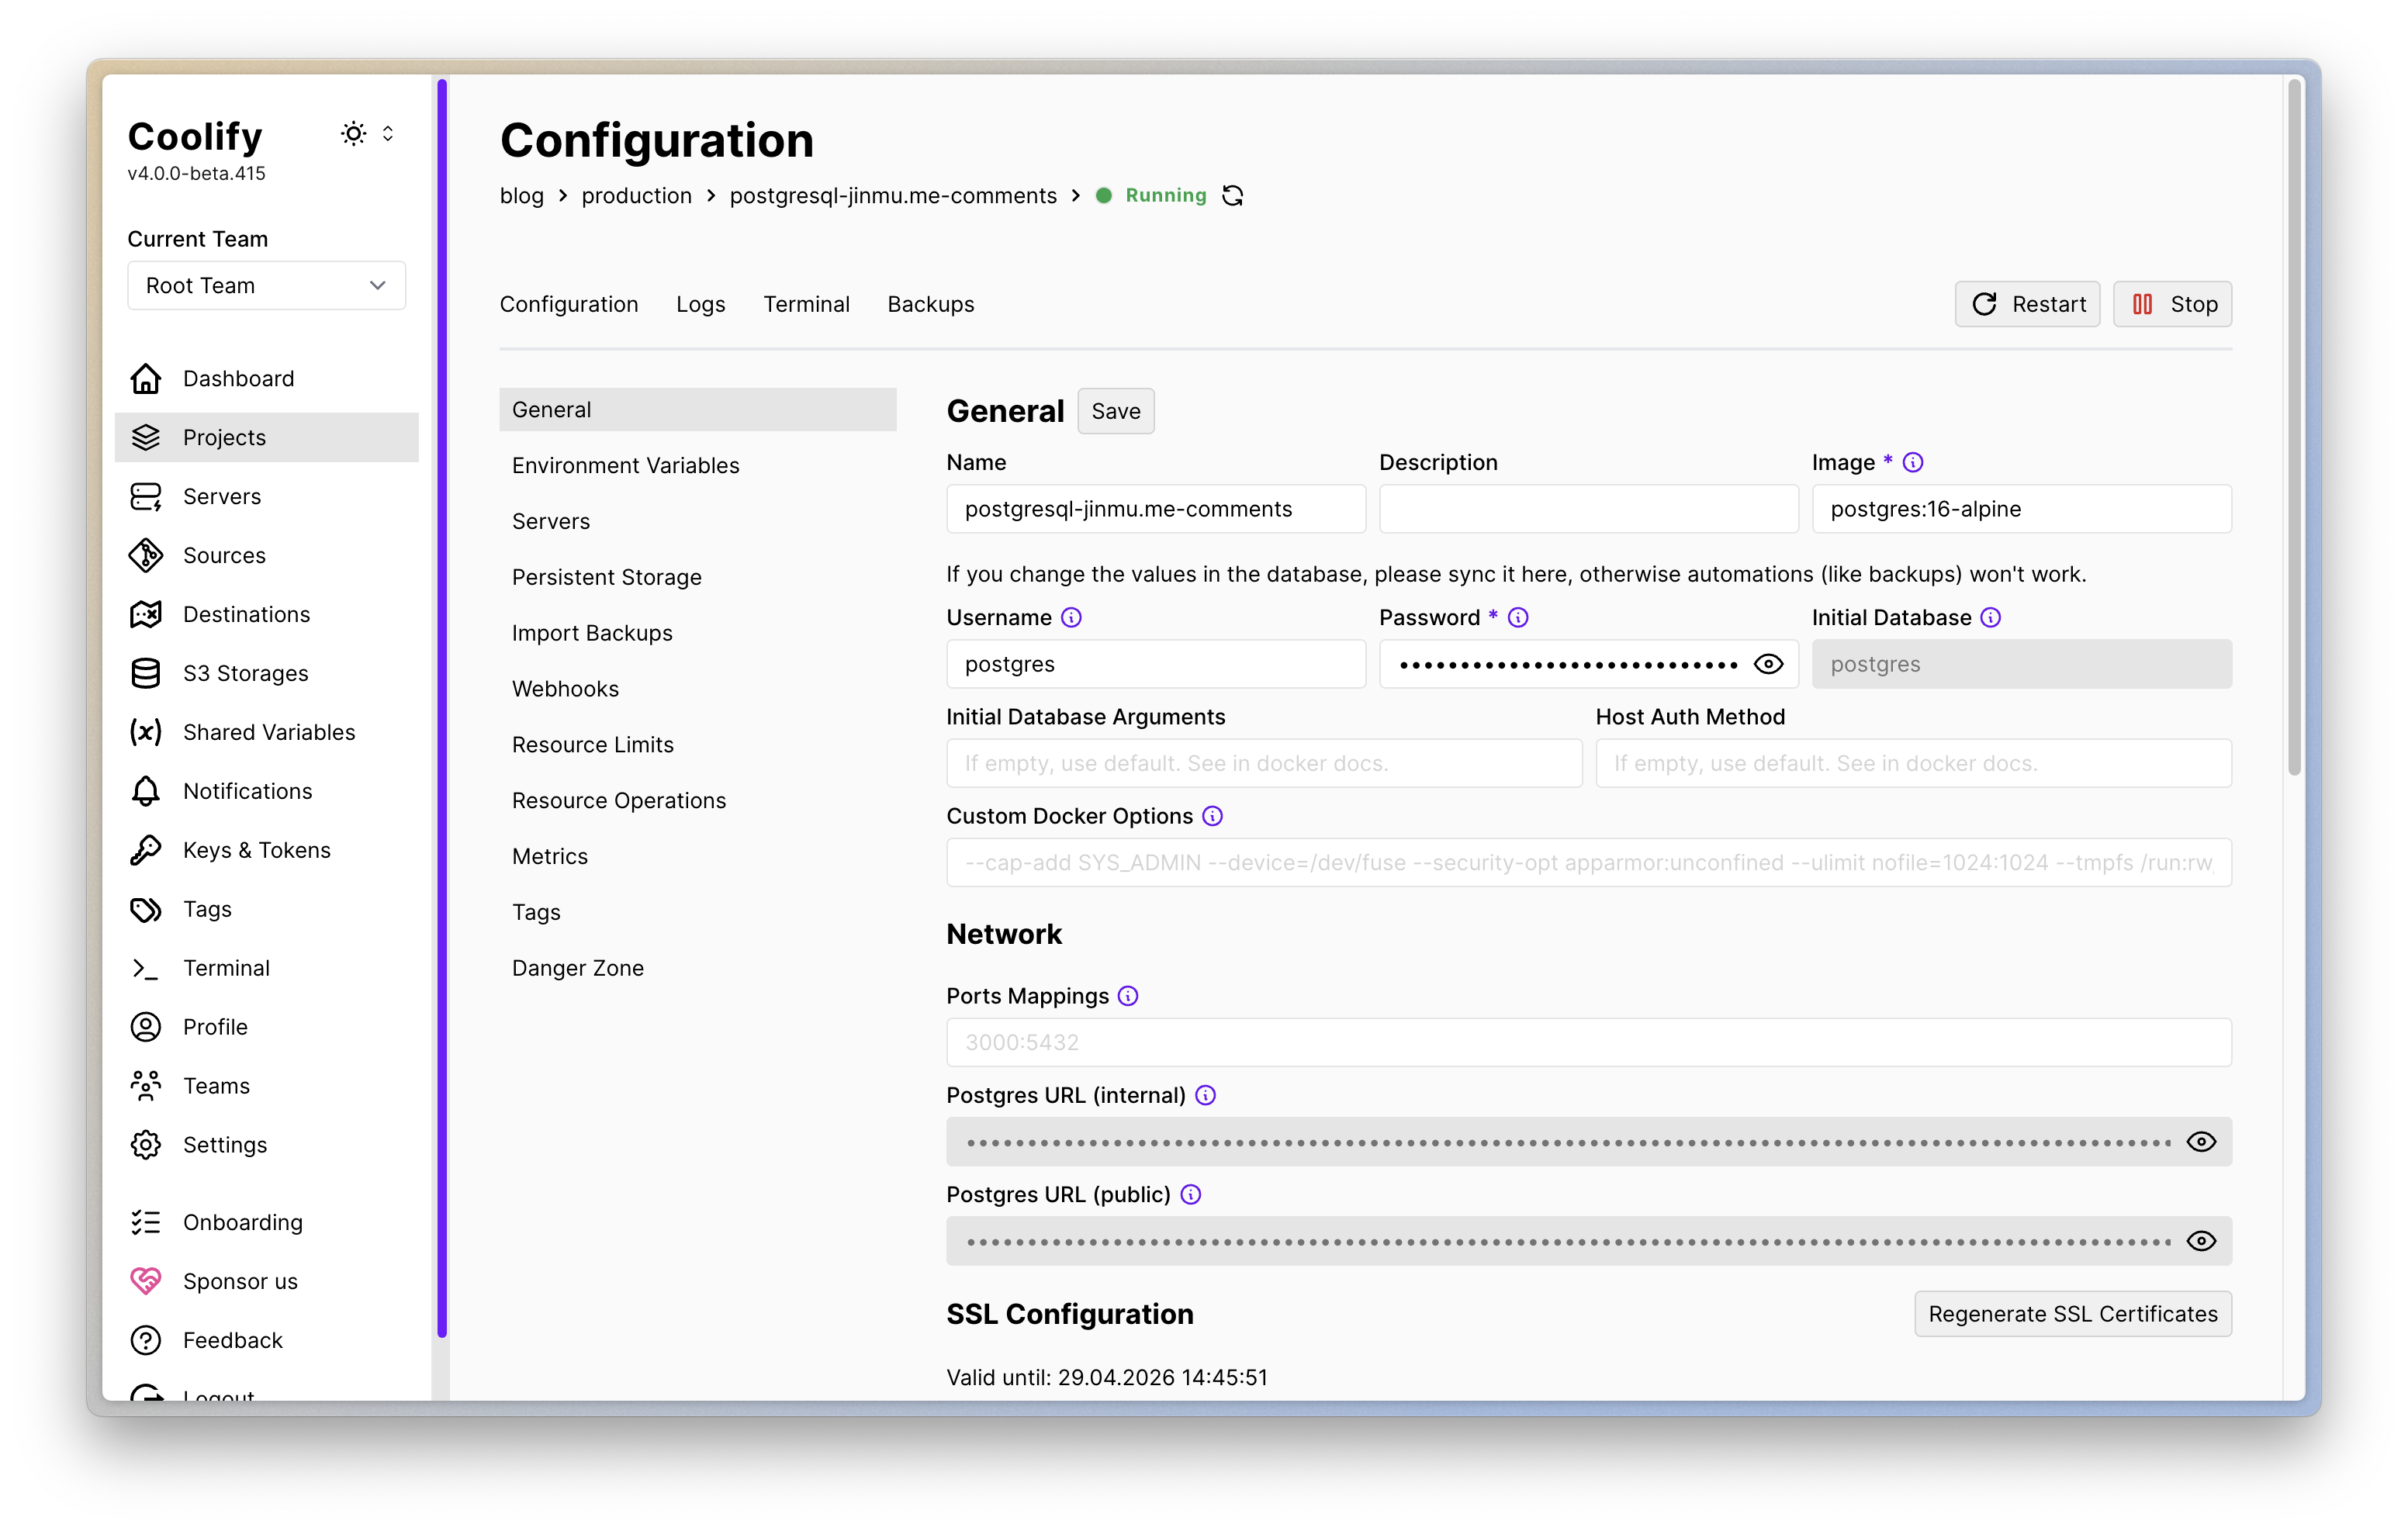 Coolify
v4.0.0-beta.415
Current Team
Root Team
Dashboard
Projects
Servers
Sources
Destinations
S3 Storages
Shared Variables
Notifications
Keys & Tokens
Tags
Terminal
Profile
Teams
Settings
Onboarding
Sponsor us
Feedback
Logout
Configuration
blog > production > postgresql-jinmu.me-comments > Running
Configuration Logs Terminal Backups Restart Stop
General
Environment Variables
Servers
Persistent Storage
Import Backups
Webhooks
Resource Limits
Resource Operations
Metrics
Tags
Danger Zone
General Save
Name Description Image *
postgresql-jinmu.me-comments postgres:16-alpine
If you change the values in the database, please sync it here, otherwise automations (like backups) won't work.
Username Password * Initial Database
postgres postgres
Initial Database Arguments Host Auth Method
If empty, use default. See in docker docs. If empty, use default. See in docker docs.
Custom Docker Options
--cap-add SYS_ADMIN --device=/dev/fuse --security-opt apparmor:unconfined --ulimit nofile=1024:1024 --tmpfs /run:rw,
Network
Ports Mappings
3000:5432
Postgres URL (internal)
Postgres URL (public)
SSL Configuration Regenerate SSL Certificates
Valid until: 29.04.2026 14:45:51